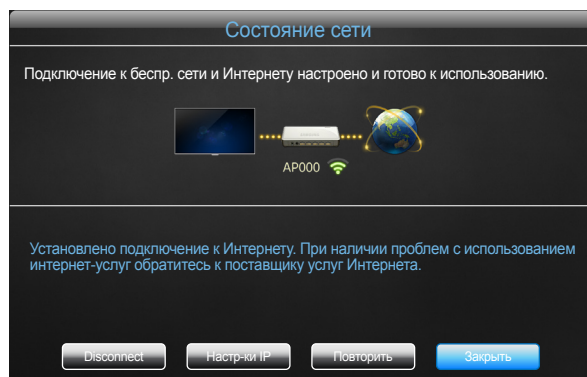 Состояние сети
Подключение к беспр. сети и Интернету настроено и готово к использованию.
AP000
Установлено подключение к Интернету. При наличии проблем с использованием
интернет-услуг обратитесь к поставщику услуг Интернета.
Disconnect Настр-ки IP Повторить Закрыть